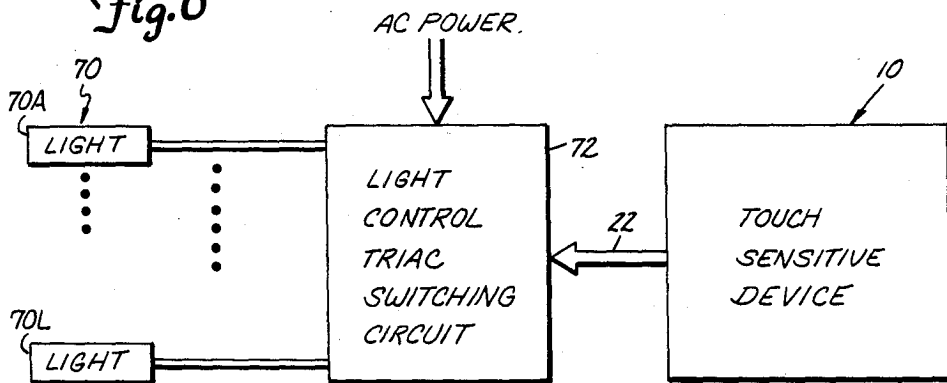 fig.6
AC POWER.
70
70A
LIGHT
10
72
LIGHT
CONTROL
TRIAC
SWITCHING
CIRCUIT
22
TOUCH
SENSITIVE
DEVICE
70L
LIGHT